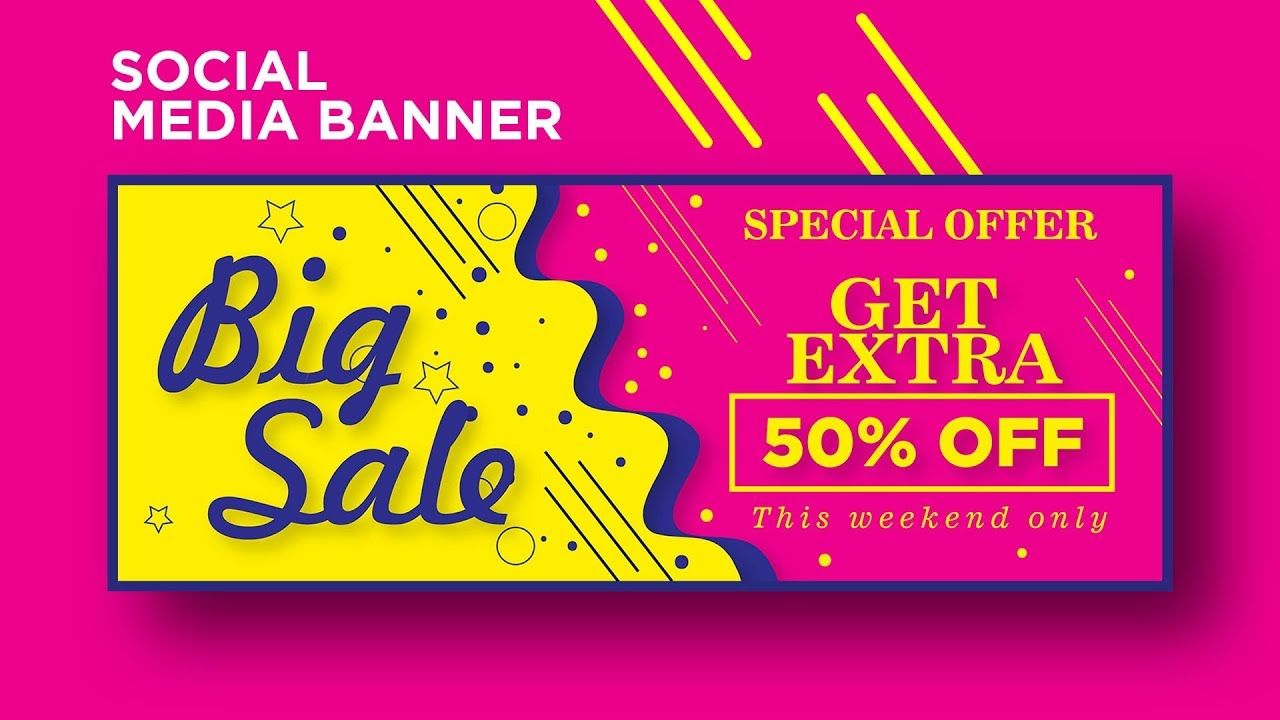 SOCIAL
MEDIA BANNER
Big
Sale
SPECIAL OFFER
GET
EXTRA
50% OFF
This weekend only